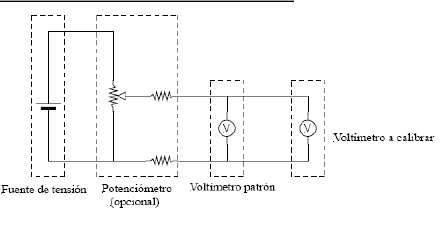 V
V
Voltímetro a calibrar
Fuente de tensión
Potenciómetro
(opcional)
Voltímetro patrón